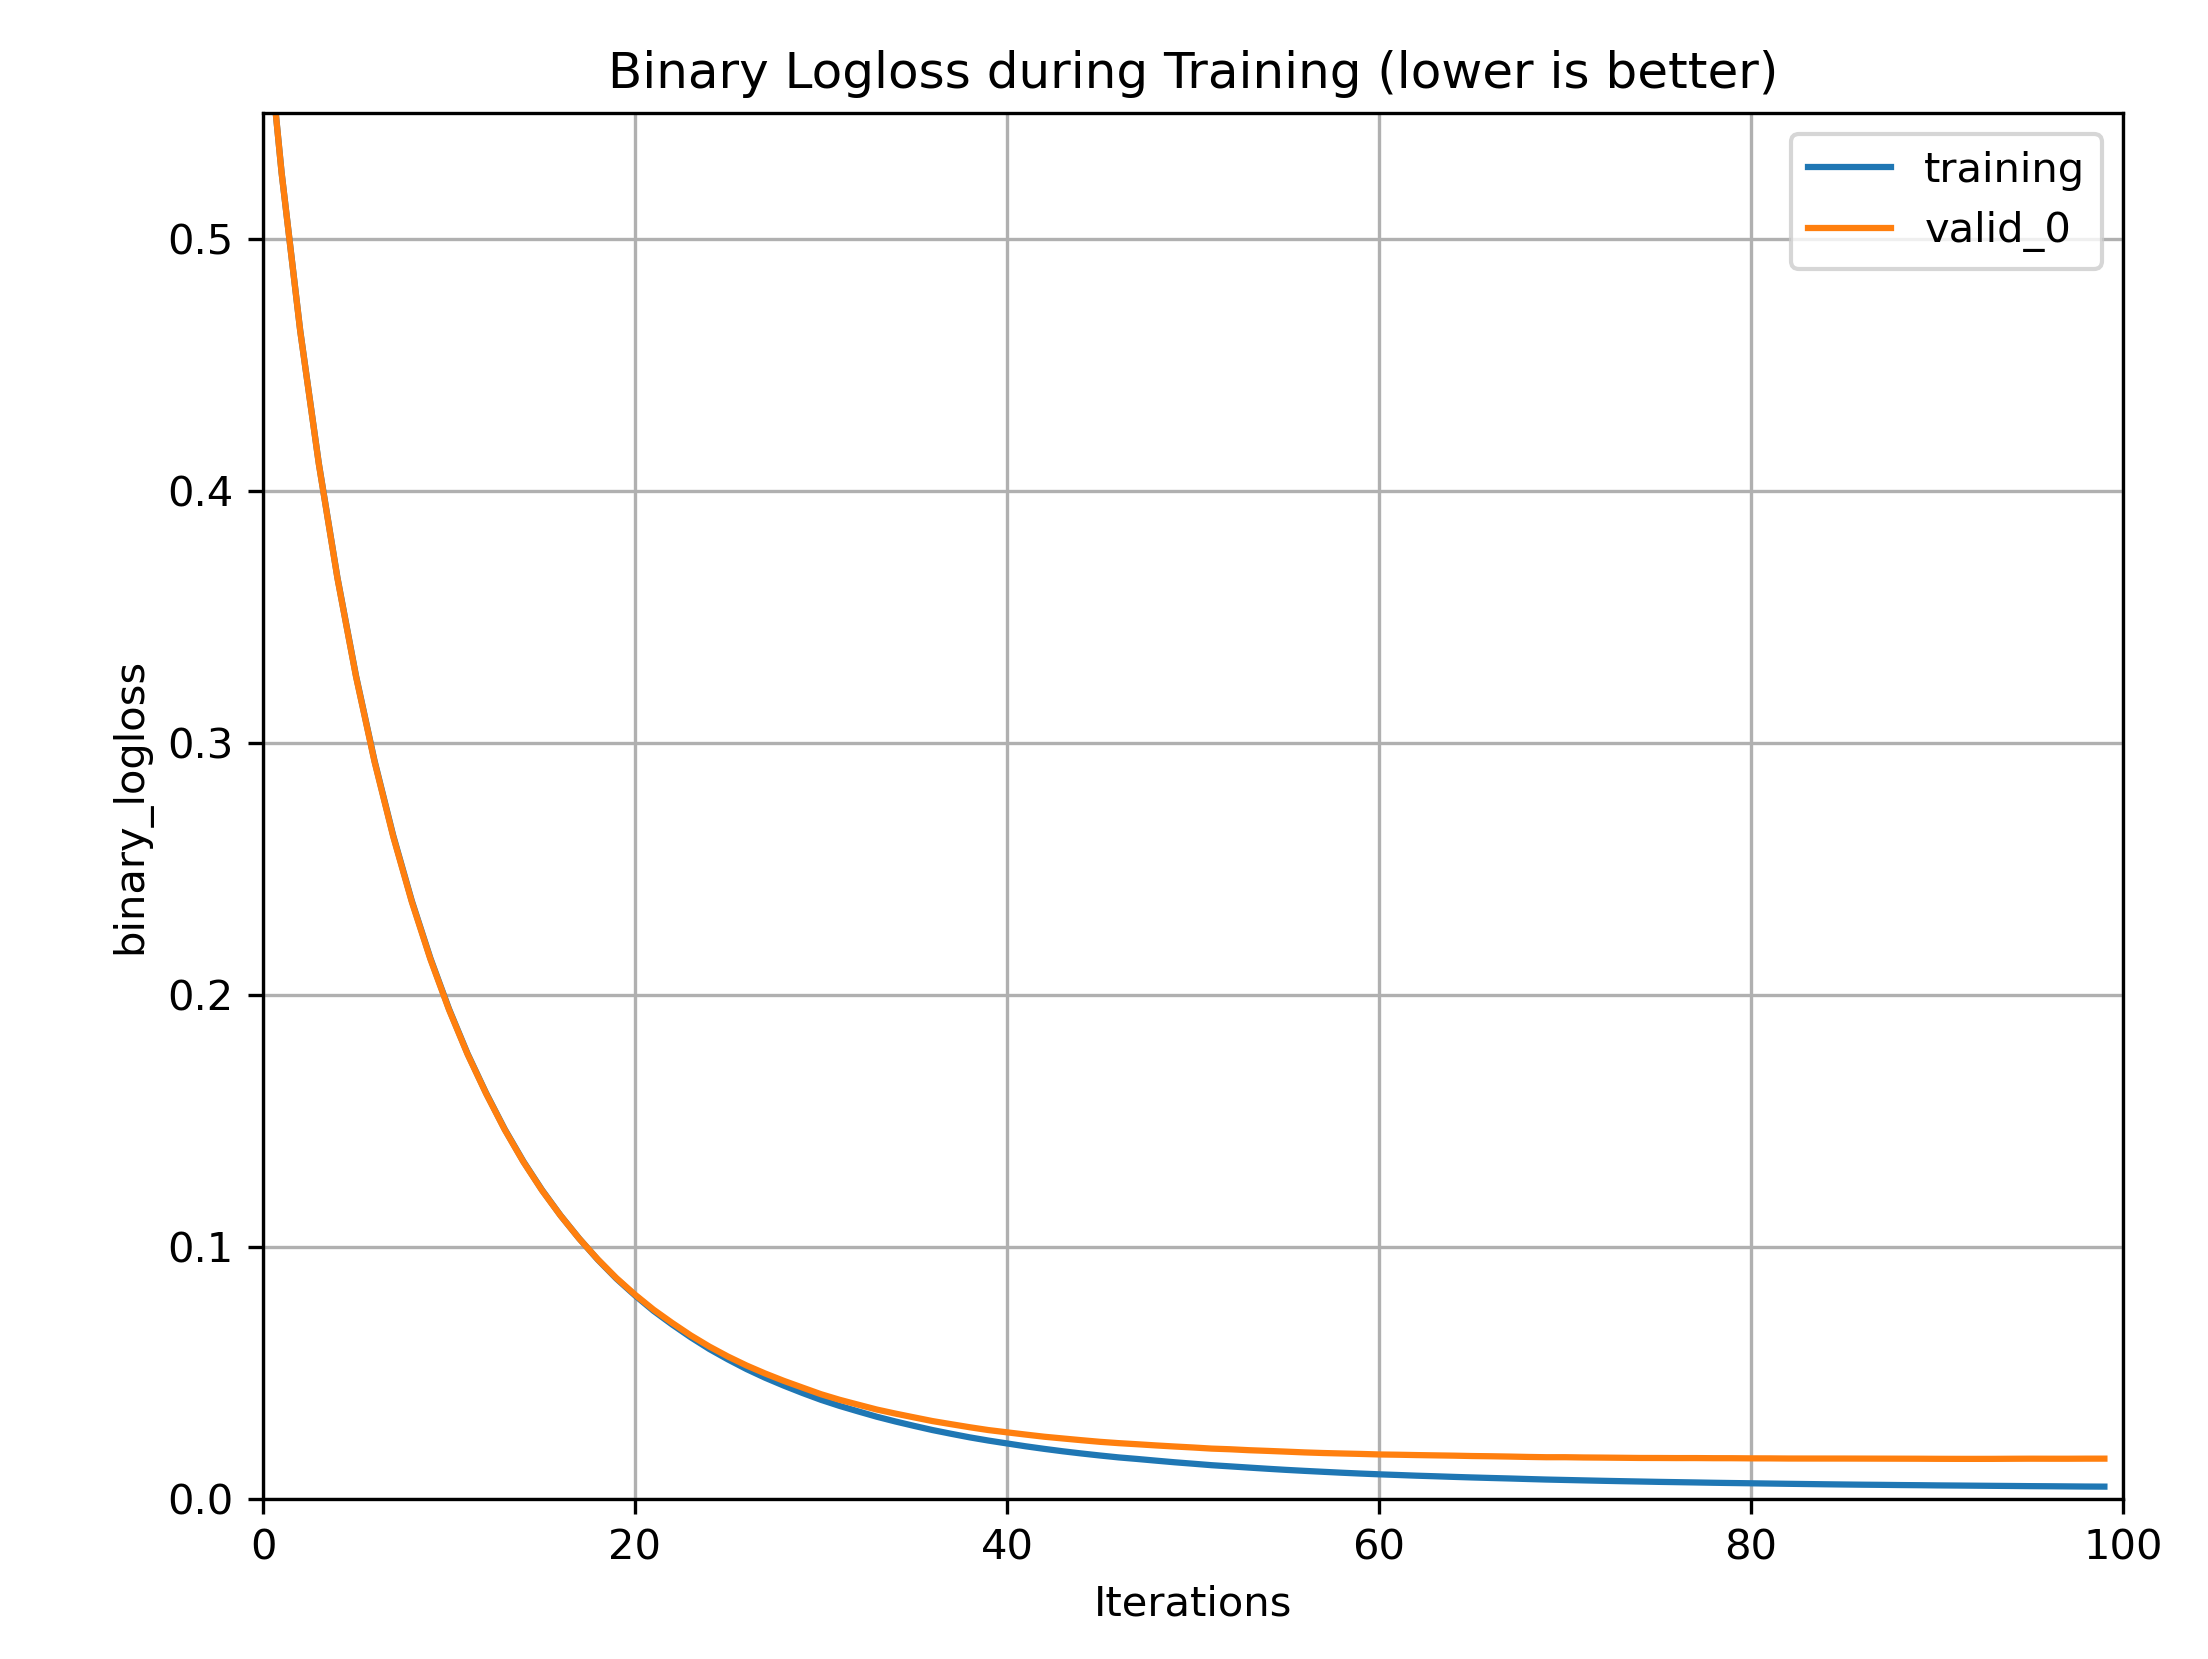 Binary Logloss during Training (lower is better)
training
valid_0
0.5
0.4
0.3
0.2
0.1
0.0
binary_logloss
0 20 40 60 80 100
Iterations